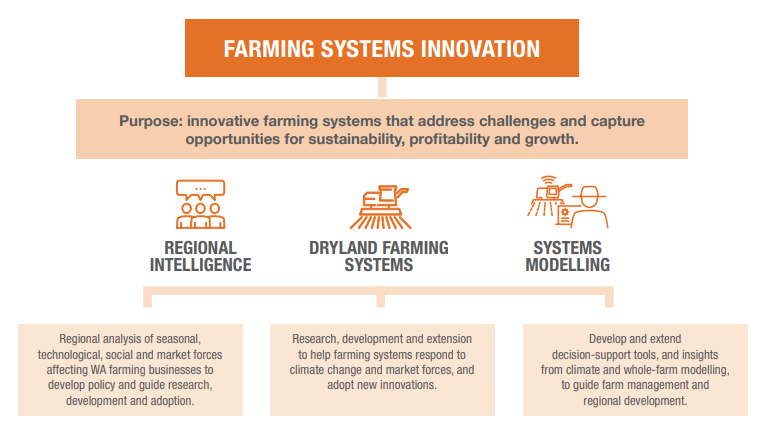 FARMING SYSTEMS INNOVATION
Purpose: innovative farming systems that address challenges and capture
opportunities for sustainability, profitability and growth.
REGIONAL
INTELLIGENCE
DRYLAND FARMING
SYSTEMS
SYSTEMS
MODELLING
Regional analysis of seasonal,
technological, social and market forces
affecting WA farming businesses to
develop policy and guide research,
development and adoption.
Research, development and extension
to help farming systems respond to
climate change and market forces, and
adopt new innovations.
Develop and extend
decision-support tools, and insights
from climate and whole-farm modelling,
to guide farm management and
regional development.